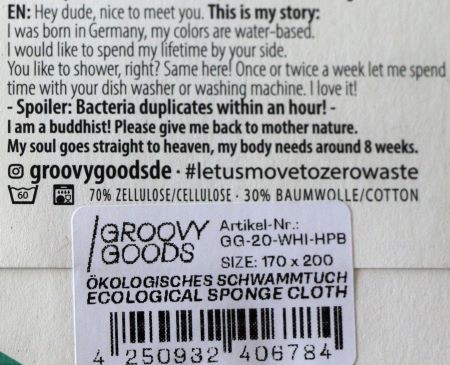 EN: Hey dude, nice to meet you. This is my story:
I was born in Germany, my colors are water-based.
I would like to spend my lifetime by your side.
You like to shower, right? Same here! Once or twice a week let me spend
time with your dish washer or washing machine. I love it!
- Spoiler: Bacteria duplicates within an hour! -
I am a buddhist! Please give me back to mother nature.
My soul goes straight to heaven, my body needs around 8 weeks.
groovygoodsde · #letusmovetozerowaste
60 70% ZELLULOSE/CELLULOSE · 30% BAUMWOLLE/COTTON
/GROOVY
GOODS
Artikel-Nr.:
GG-20-WHI-HPB
SIZE: 170 x 200
ÖKOLOGISCHES SCHWAMMTUCH
ECOLOGICAL SPONGE CLOTH
4 250932 406784